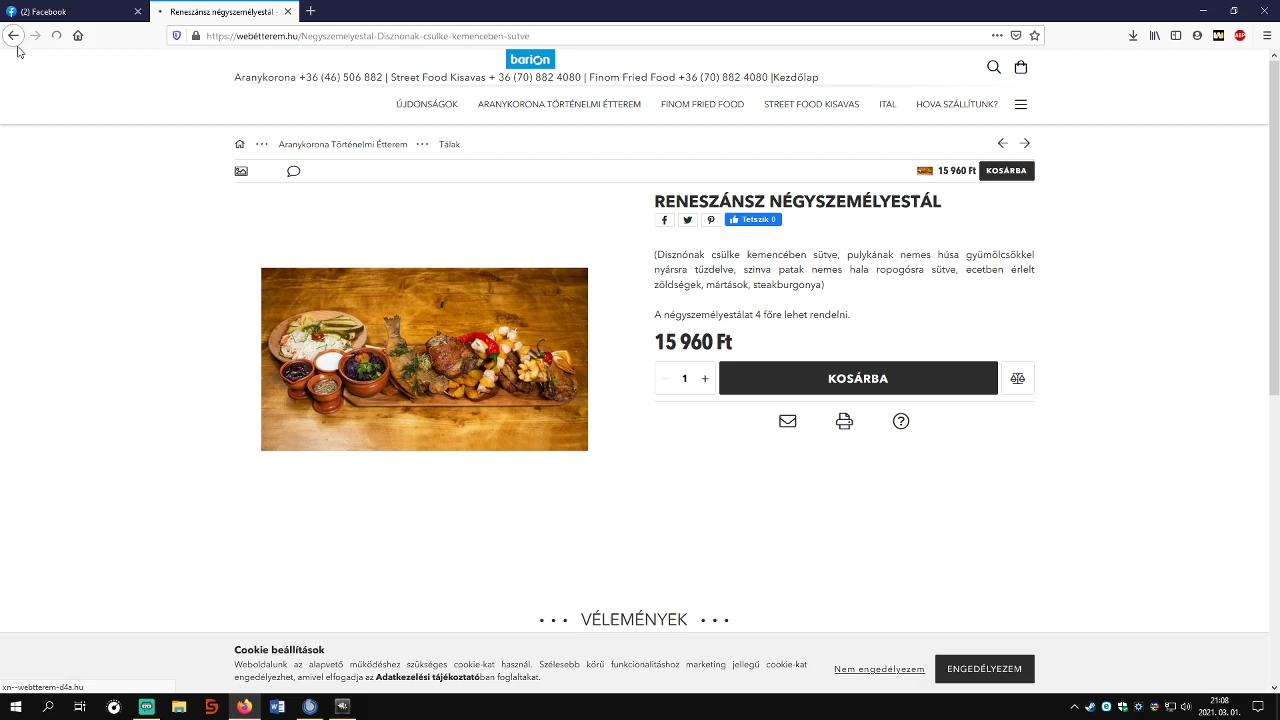 (2) Facebook
Reneszánsz négyszemélyestál -
https://webétterem.hu/Negyszemelyestal-Disznonak-csulke-kemenceben-sutve
barion
Aranykorona +36 (46) 506 882 | Street Food Kisavas + 36 (70) 882 4080 | Finom Fried Food +36 (70) 882 4080 |Kezdőlap
ÚJDONSÁGOK ARANYKORONA TÖRTÉNELMI ÉTTEREM FINOM FRIED FOOD STREET FOOD KISAVAS ITAL HOVA SZÁLLÍTUNK?
Aranykorona Történelmi Étterem ••• Tálak
15 960 Ft KOSÁRBA
RENESZÁNSZ NÉGYSZEMÉLYESTÁL
Tetszik 0
(Disznónak csülke kemencében sütve, pulykának nemes húsa gyümölcsökkel
nyársra tűzdelve, szinva patak nemes hala ropogósra sütve, ecetben érlelt
zöldségek, mártások, steakburgonya)
A négyszemélyestálat 4 főre lehet rendelni.
15 960 Ft
1 KOSÁRBA
••• VÉLEMÉNYEK •••
Cookie beállítások
Weboldalunk az alapvető működéshez szükséges cookie-kat használ. Szélesebb körű funkcionalitáshoz marketing jellegű cookie-kat
engedélyezhet, amivel elfogadja az Adatkezelési tájékoztatóban foglaltakat.
Nem engedélyezem ENGEDÉLYEZEM
xn--webtterem-d4a.hu
21:08
2021. 03. 01.